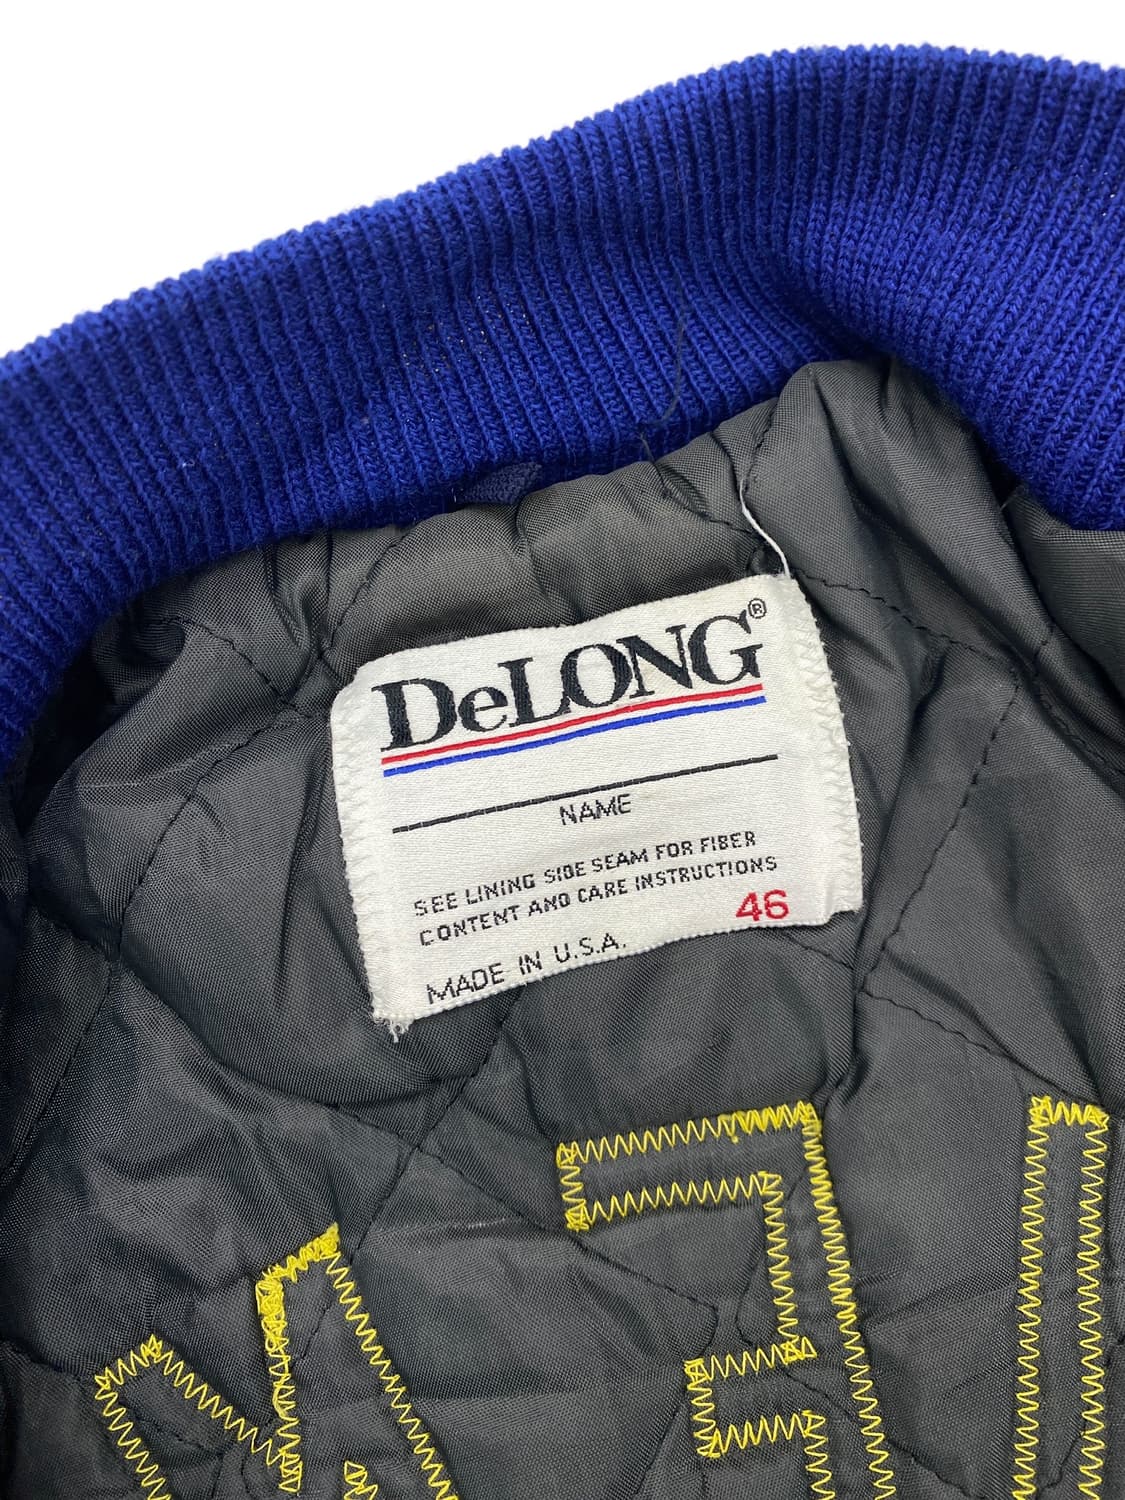 DeLONG®
NAME
SEE LINING SIDE SEAM FOR FIBER
CONTENT AND CARE INSTRUCTIONS
46
MADE IN U.S.A.